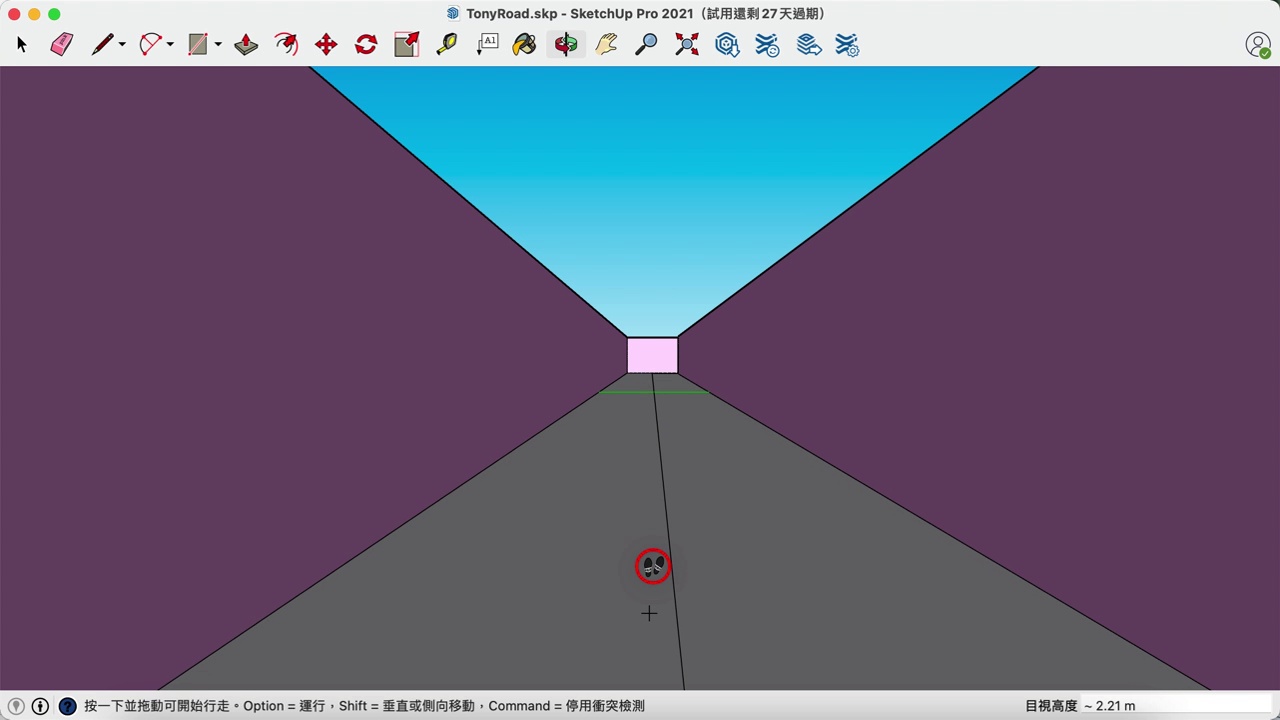 TonyRoad.skp - SketchUp Pro 2021（試用還剩 27 天過期）
A1
按一下並拖動可開始行走。Option = 運行，Shift = 垂直或側向移動，Command = 停用衝突檢測
目視高度 ~ 2.21 m